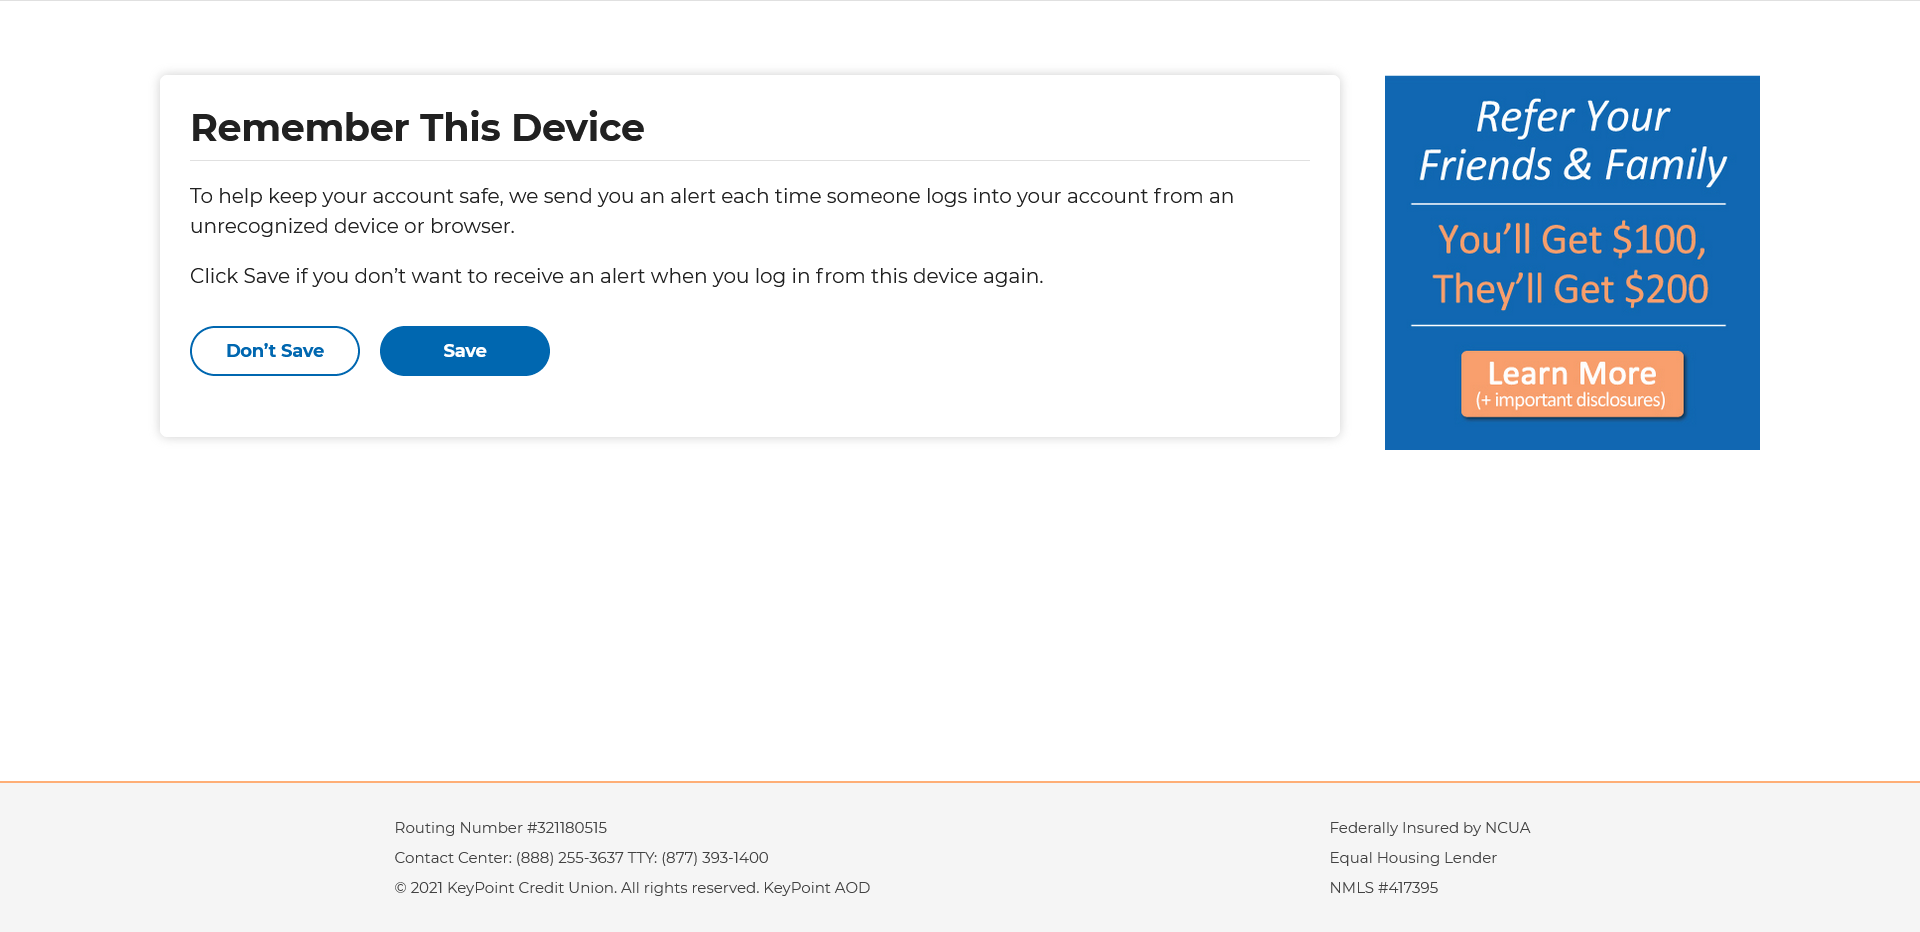 Remember This Device
To help keep your account safe, we send you an alert each time someone logs into your account from an
unrecognized device or browser.
Click Save if you don’t want to receive an alert when you log in from this device again.
Don’t Save
Save
Refer Your
Friends & Family
You’ll Get $100,
They’ll Get $200
Learn More
(+ important disclosures)
Routing Number #321180515
Contact Center: (888) 255-3637 TTY: (877) 393-1400
© 2021 KeyPoint Credit Union. All rights reserved. KeyPoint AOD
Federally Insured by NCUA
Equal Housing Lender
NMLS #417395